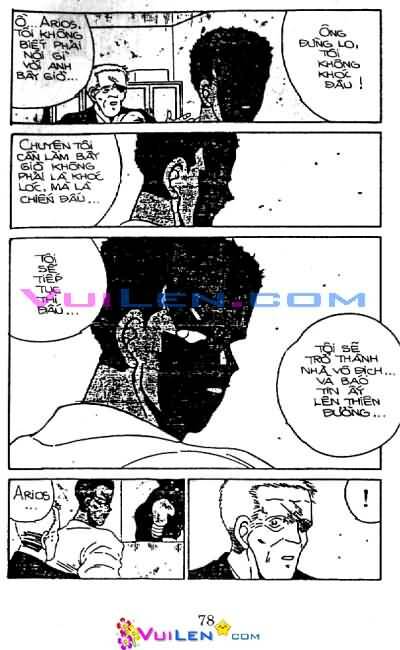 Ồ... ARIOS,
TÔI KHÔNG
BIẾT PHẢI
NÓI GÌ
VỚI ANH
BÂY GIỜ...
ÔNG
ĐỪNG LO,
TÔI
KHÔNG
KHÓC
ĐÂU !
CHUYỆN TÔI
CẦN LÀM BÂY
GIỜ KHÔNG
PHẢI LÀ KHÓC
LÓC, MÀ LÀ
CHIẾN ĐẤU...
TÔI
SẼ
TIẾP
TỤC
THI
ĐẤU...
VUILEN.COM
TÔI SẼ
TRỞ THÀNH
NHÀ VÔ ĐỊCH...
VÀ BÁO
TIN ẤY
LÊN THIÊN
ĐƯỜNG...
ARIOS
...
!
78
VUILEN.COM